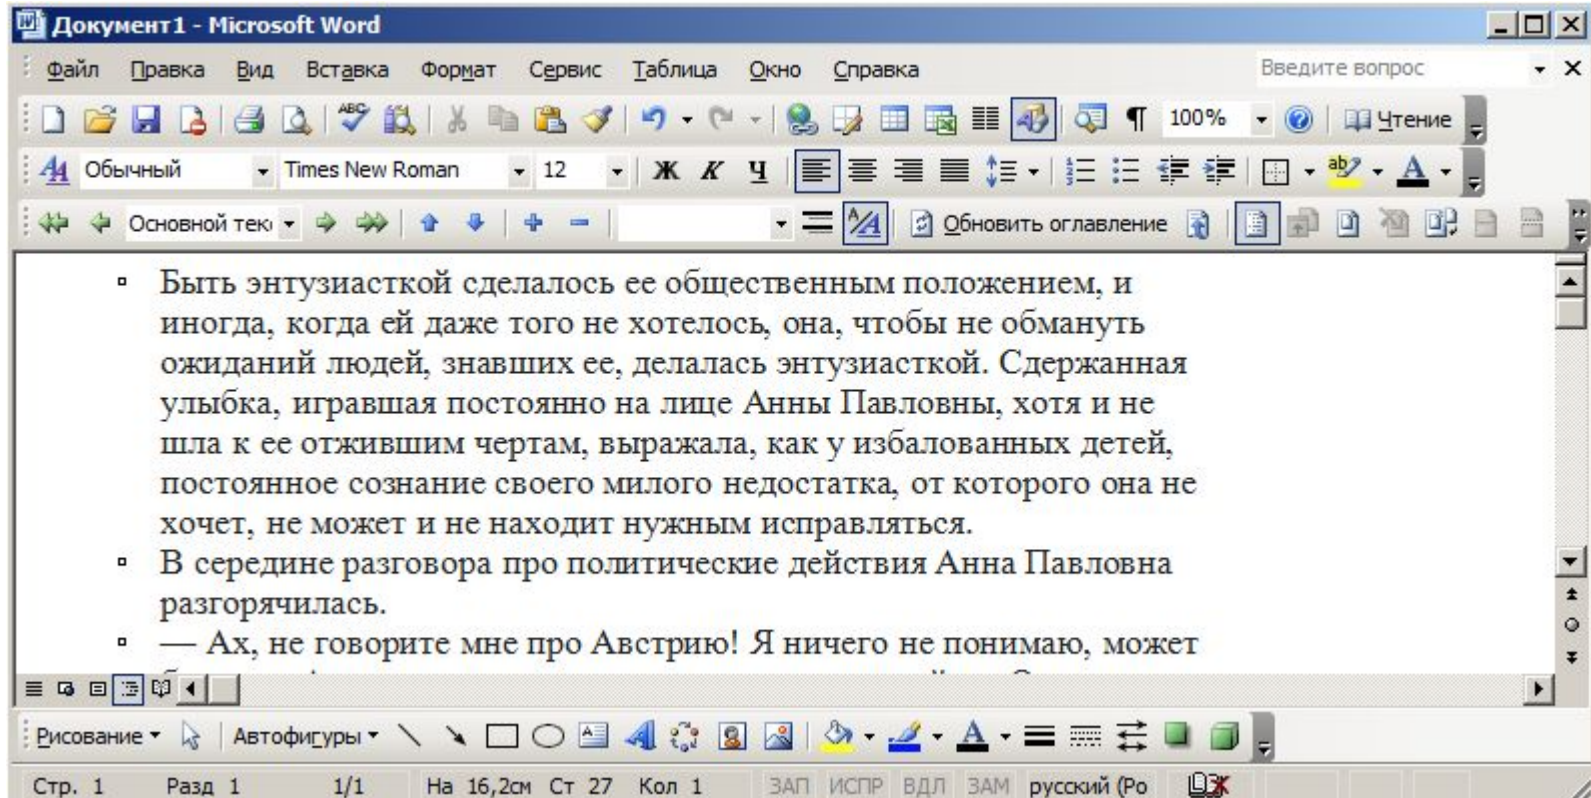 Документ1 - Microsoft Word
Файл Правка Вид Вставка Формат Сервис Таблица Окно Справка Введите вопрос
100% Чтение
Обычный Times New Roman 12 Ж К Ч
Основной текс Обновить оглавление
Быть энтузиасткой сделалось ее общественным положением, и
иногда, когда ей даже того не хотелось, она, чтобы не обмануть
ожиданий людей, знавших ее, делалась энтузиасткой. Сдержанная
улыбка, игравшая постоянно на лице Анны Павловны, хотя и не
шла к ее отжившим чертам, выражала, как у избалованных детей,
постоянное сознание своего милого недостатка, от которого она не
хочет, не может и не находит нужным исправляться.
В середине разговора про политические действия Анна Павловна
разгорячилась.
— Ах, не говорите мне про Австрию! Я ничего не понимаю, может
Рисование Автофигуры
Стр. 1 Разд 1 1/1 На 16,2см Ст 27 Кол 1 ЗАП ИСПР ВДЛ ЗАМ русский (Ро